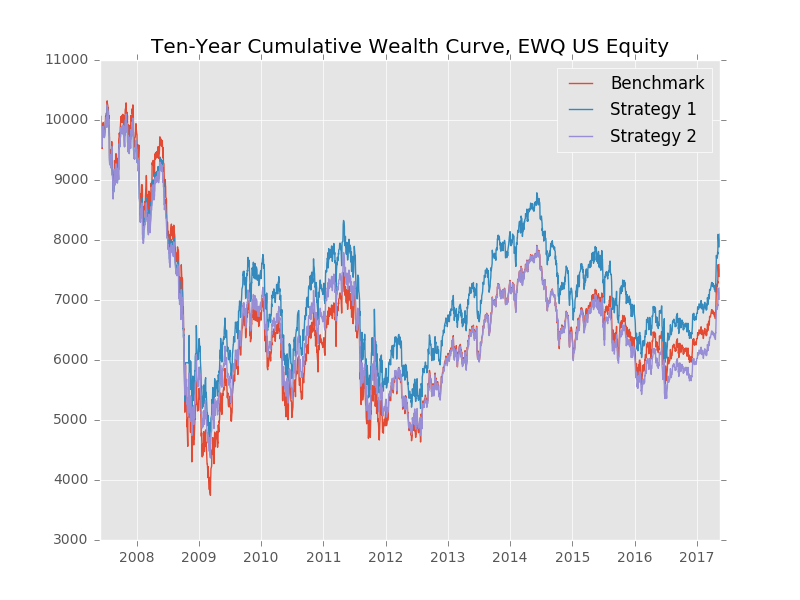 Ten-Year Cumulative Wealth Curve, EWQ US Equity
11000
10000
9000
8000
7000
6000
5000
4000
3000
Benchmark
Strategy 1
Strategy 2
2008 2009 2010 2011 2012 2013 2014 2015 2016 2017